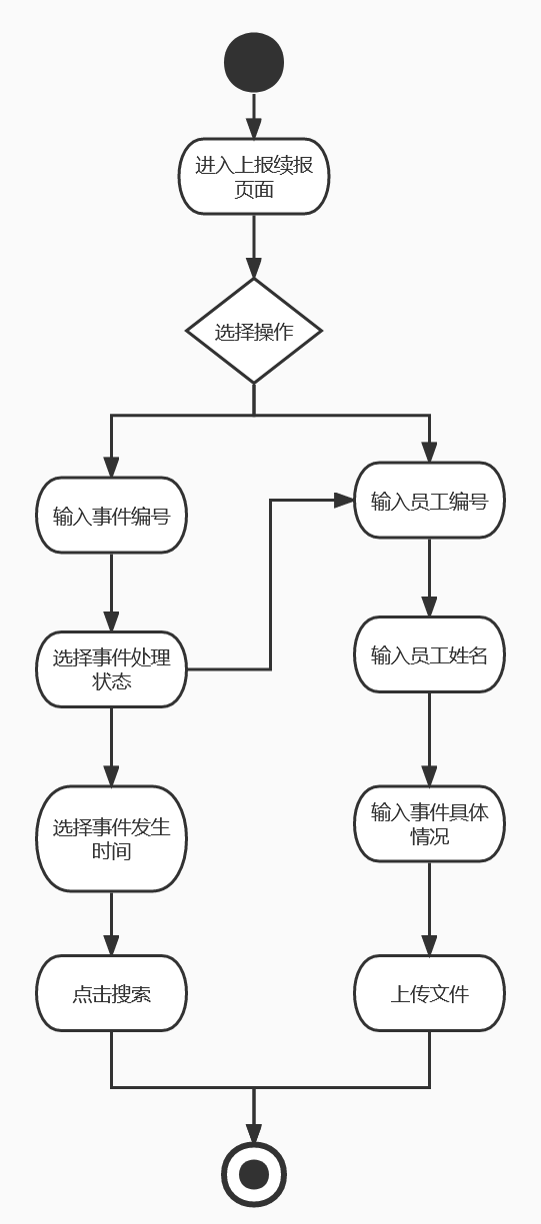 进入上报续报
页面
选择操作
输入事件编号
选择事件处理
状态
选择事件发生
时间
点击搜索
输入员工编号
输入员工姓名
输入事件具体
情况
上传文件